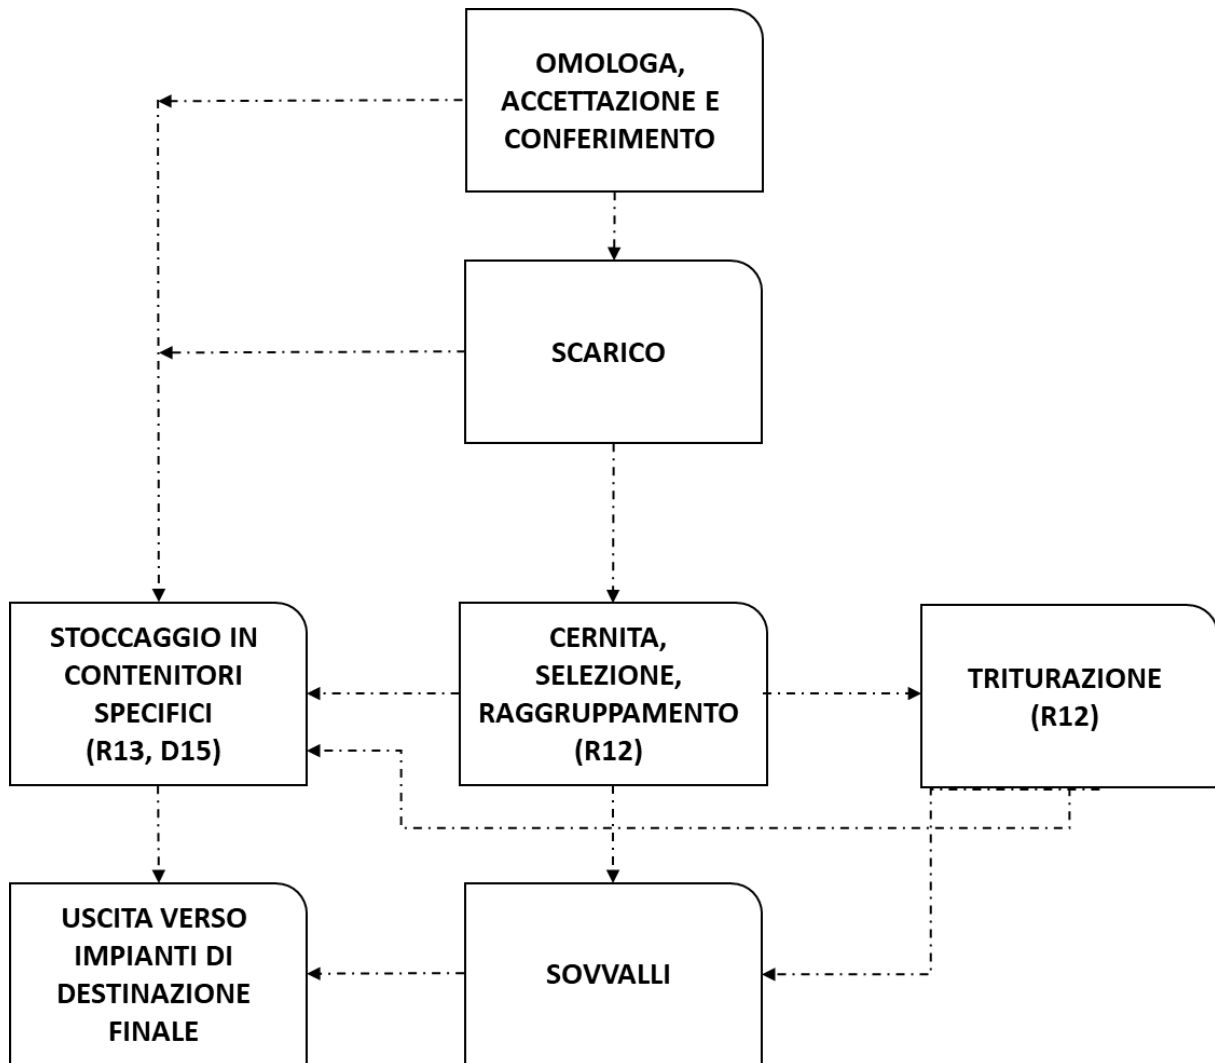 OMOLOGA,
ACCETTAZIONE E
CONFERIMENTO
SCARICO
STOCCAGGIO IN
CONTENITORI
SPECIFICI
(R13, D15)
CERNITA,
SELEZIONE,
RAGGRUPPAMENTO
(R12)
TRITURAZIONE
(R12)
USCITA VERSO
IMPIANTI DI
DESTINAZIONE
FINALE
SOVVALLI